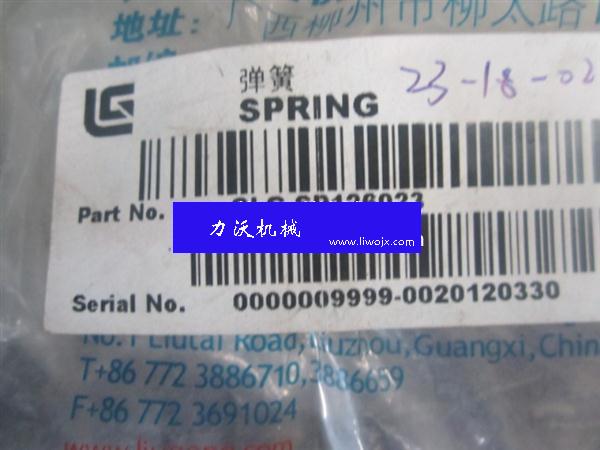 地址: 广西柳州市柳太路
弹簧
SPRING
23-18-02
Part No.
力沃机械
www.liwojx.com
Serial No. 0000009999-0020120330
No.1 Liutai Road, Liuzhou, Guangxi, Chin
T+86 772 3886710, 3886659
F+86 772 3691024